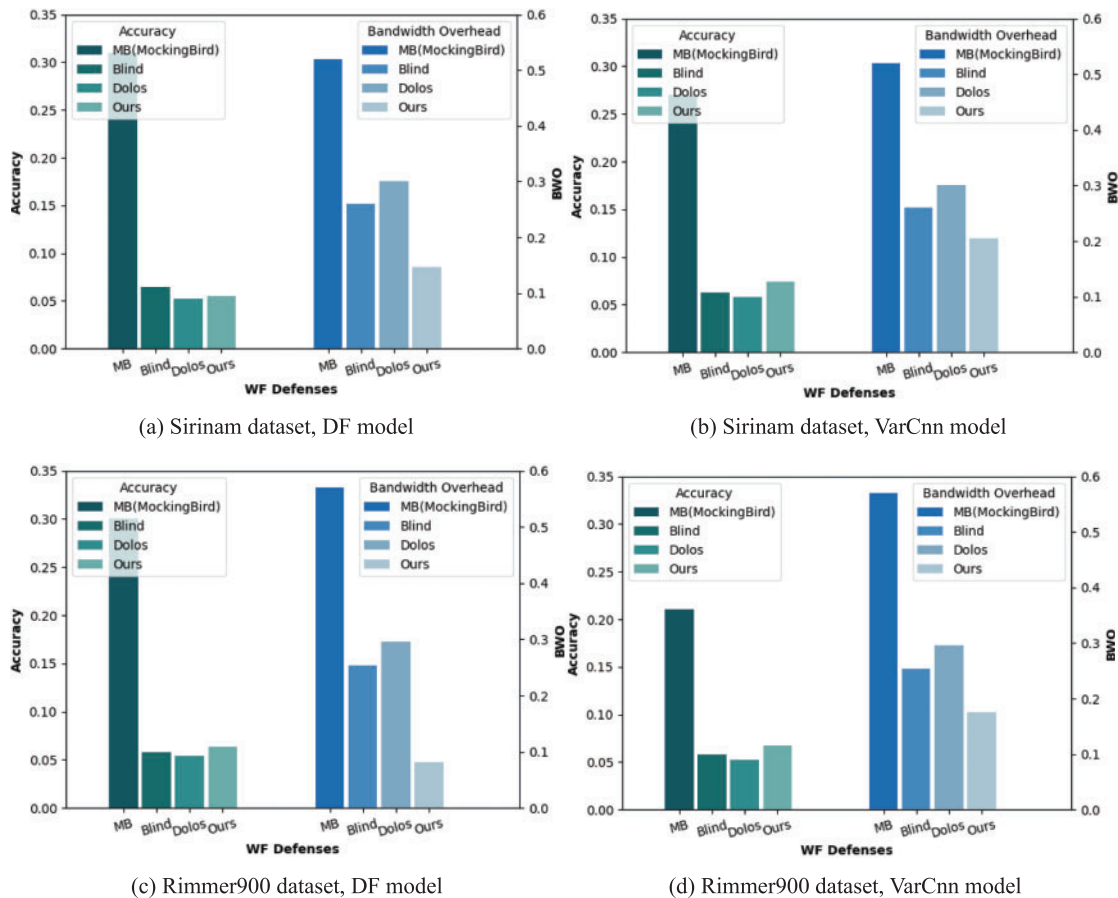 Accuracy
MB(MockingBird)
Blind
Dolos
Ours
Bandwidth Overhead
MB(MockingBird)
Blind
Dolos
Ours
0.35
0.30
0.25
0.20
0.15
0.10
0.05
0.00
Accuracy
0.6
0.5
0.4
0.3
0.2
0.1
0.0
BWO
MB Blind Dolos Ours MB Blind Dolos Ours
WF Defenses
(a) Sirinam dataset, DF model
Accuracy
MB(MockingBird)
Blind
Dolos
Ours
Bandwidth Overhead
MB(MockingBird)
Blind
Dolos
Ours
0.35
0.30
0.25
0.20
0.15
0.10
0.05
0.00
Accuracy
0.6
0.5
0.4
0.3
0.2
0.1
0.0
BWO
MB Blind Dolos Ours MB Blind Dolos Ours
WF Defenses
(b) Sirinam dataset, VarCnn model
Accuracy
MB(MockingBird)
Blind
Dolos
Ours
Bandwidth Overhead
MB(MockingBird)
Blind
Dolos
Ours
0.35
0.30
0.25
0.20
0.15
0.10
0.05
0.00
Accuracy
0.6
0.5
0.4
0.3
0.2
0.1
0.0
BWO
MB Blind Dolos Ours MB Blind Dolos Ours
WF Defenses
(c) Rimmer900 dataset, DF model
Accuracy
MB(MockingBird)
Blind
Dolos
Ours
Bandwidth Overhead
MB(MockingBird)
Blind
Dolos
Ours
0.35
0.30
0.25
0.20
0.15
0.10
0.05
0.00
Accuracy
0.6
0.5
0.4
0.3
0.2
0.1
0.0
BWO
MB Blind Dolos Ours MB Blind Dolos Ours
WF Defenses
(d) Rimmer900 dataset, VarCnn model